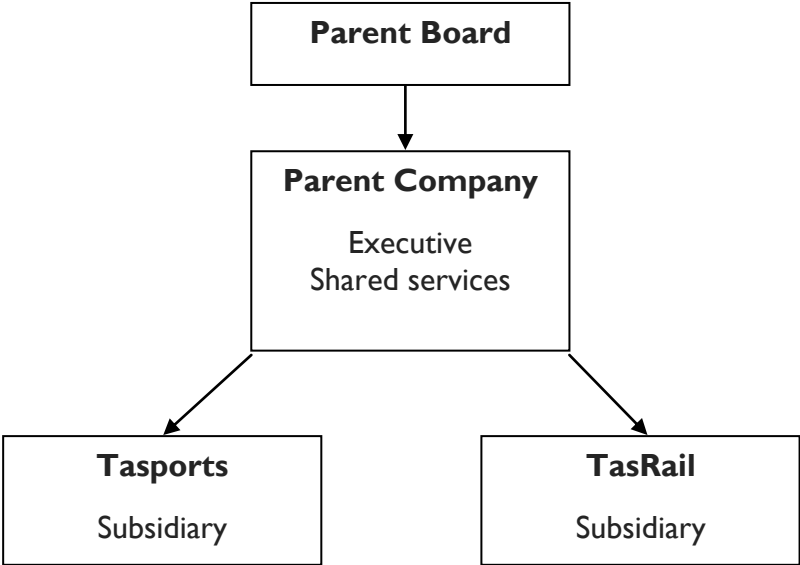 Parent Board
Parent Company
Executive
Shared services
Tasports
Subsidiary
TasRail
Subsidiary